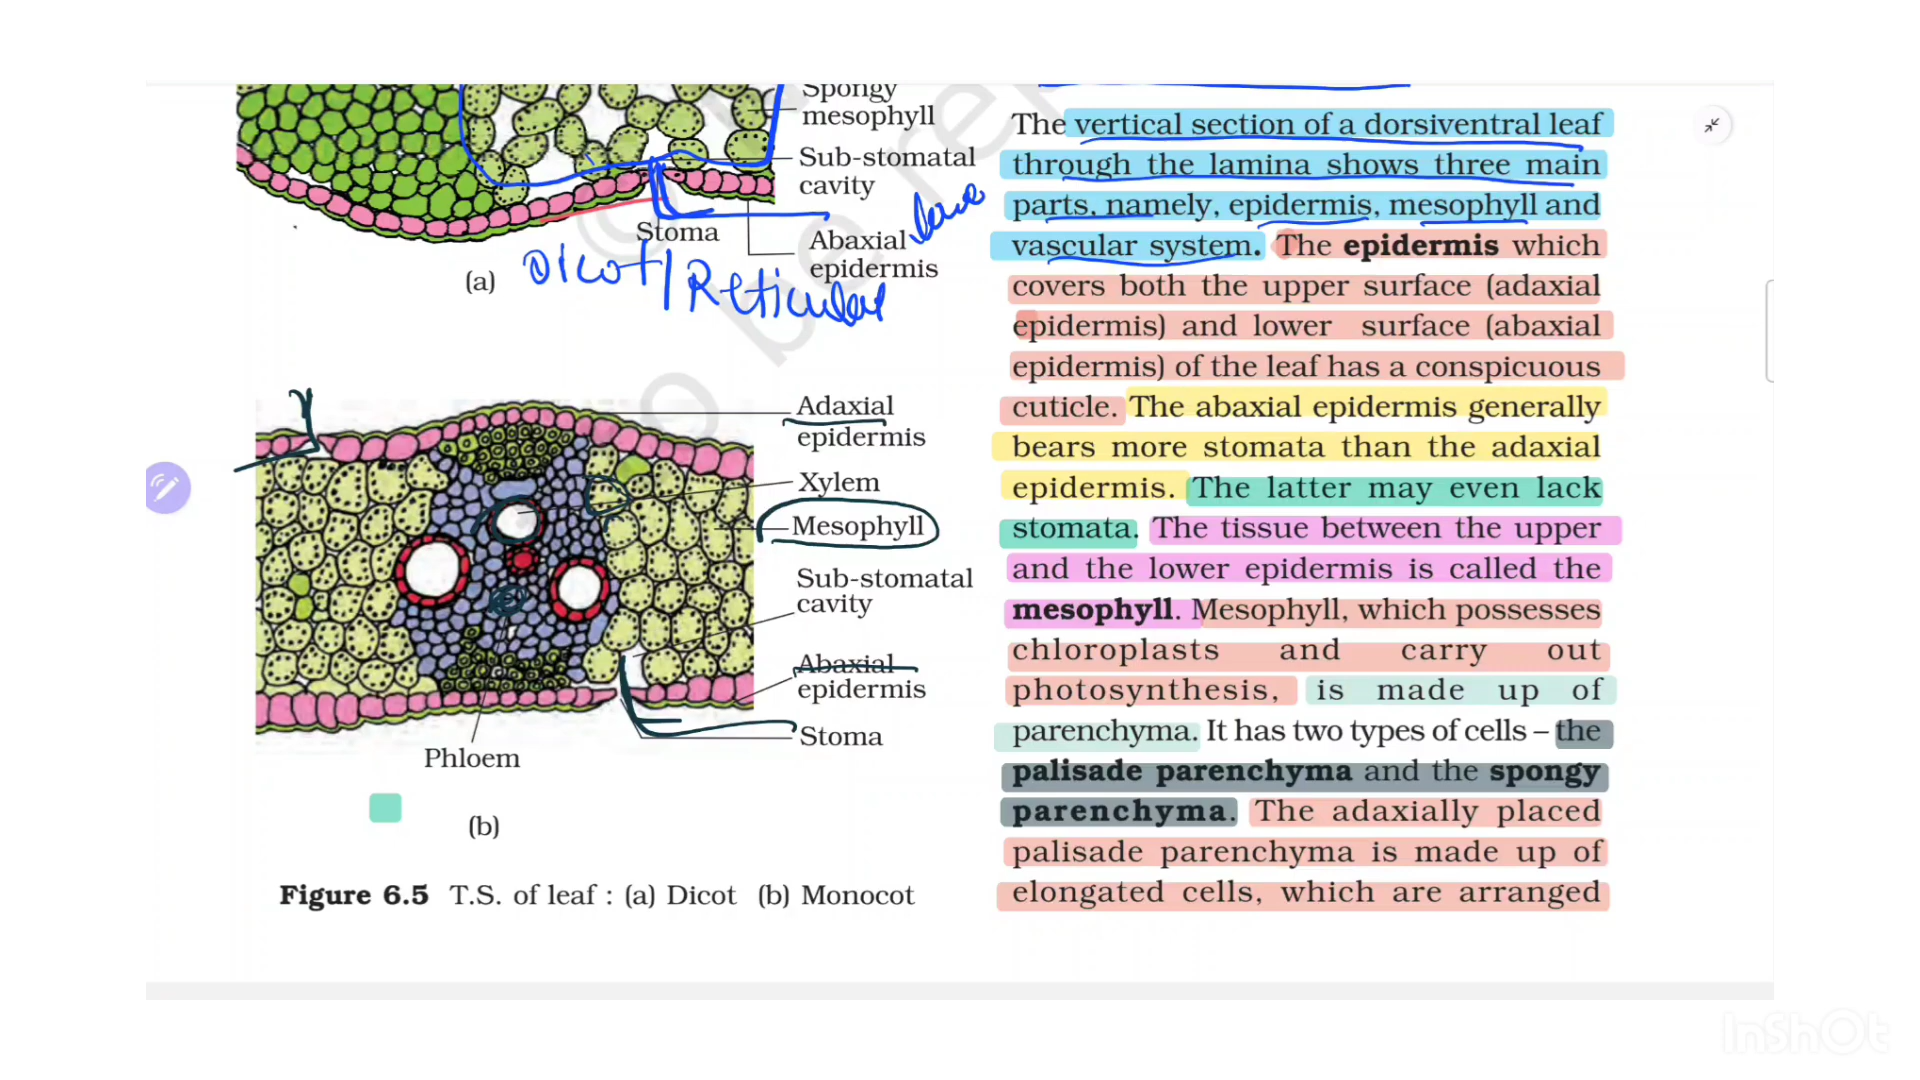 Spongy
mesophyll
Sub-stomatal
cavity
Stoma
Abaxial
epidermis
(a)
Dicot / Reticular
Adaxial
epidermis
Xylem
Mesophyll
Sub-stomatal
cavity
Abaxial
epidermis
Stoma
Phloem
(b)
Figure 6.5 T.S. of leaf : (a) Dicot (b) Monocot
The vertical section of a dorsiventral leaf
through the lamina shows three main
parts, namely, epidermis, mesophyll and
vascular system. The epidermis which
covers both the upper surface (adaxial
epidermis) and lower surface (abaxial
epidermis) of the leaf has a conspicuous
cuticle. The abaxial epidermis generally
bears more stomata than the adaxial
epidermis. The latter may even lack
stomata. The tissue between the upper
and the lower epidermis is called the
mesophyll. Mesophyll, which possesses
chloroplasts and carry out
photosynthesis, is made up of
parenchyma. It has two types of cells – the
palisade parenchyma and the spongy
parenchyma. The adaxially placed
palisade parenchyma is made up of
elongated cells, which are arranged
InShOt